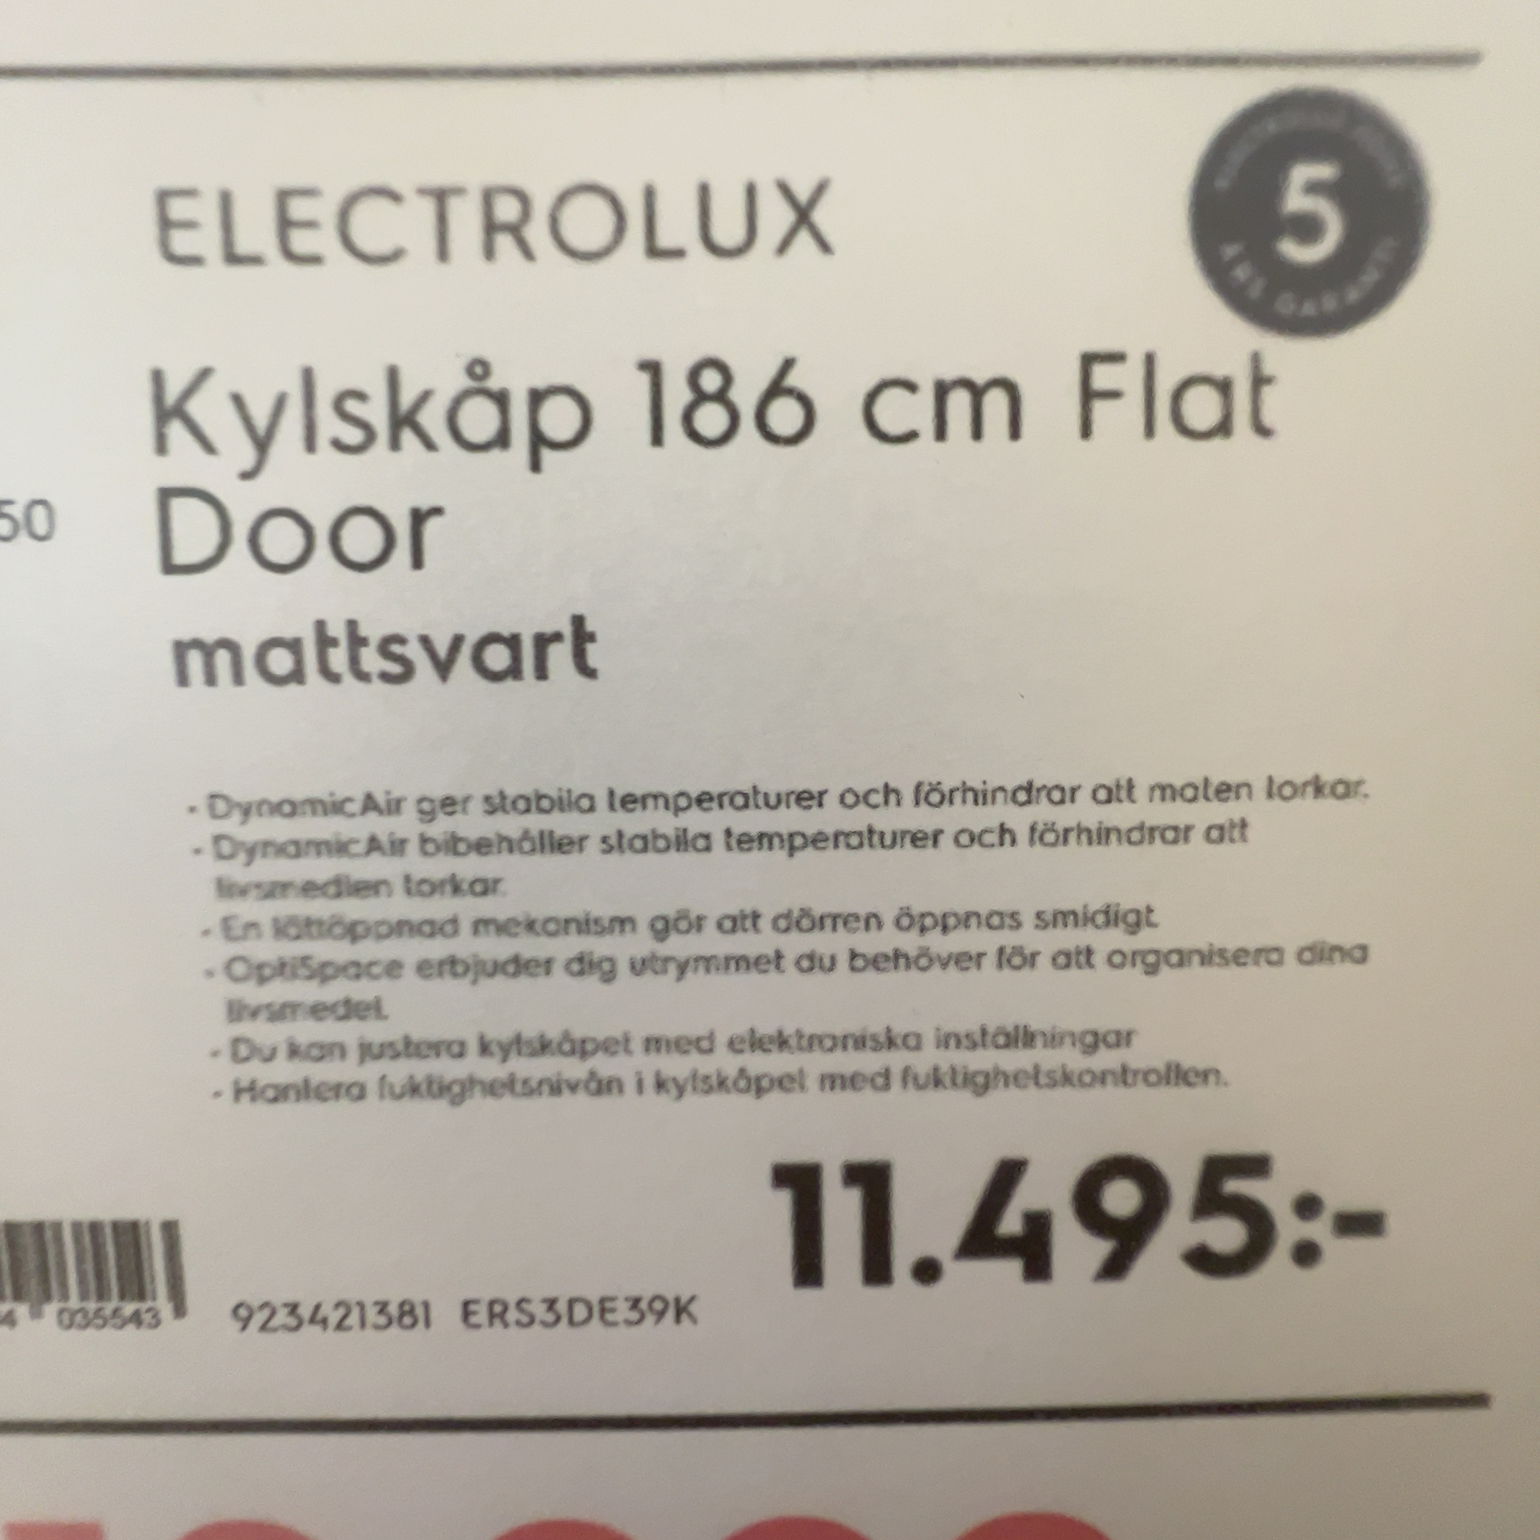 ELECTROLUX
5
ÅRS GARANTI
Kylskåp 186 cm Flat
50
Door
mattsvart
- DynamicAir ger stabila temperaturer och förhindrar att maten torkar.
- DynamicAir bibehåller stabila temperaturer och förhindrar att
livsmedlen torkar.
- En lättöppnad mekanism gör att dörren öppnas smidigt.
- OptiSpace erbjuder dig utrymmet du behöver för att organisera dina
livsmedel.
- Du kan justera kylskåpet med elektroniska inställningar
- Hantera fuktighetsnivån i kylskåpet med fuktighetskontrollen.
11.495:-
4 035543
923421381 ERS3DE39K